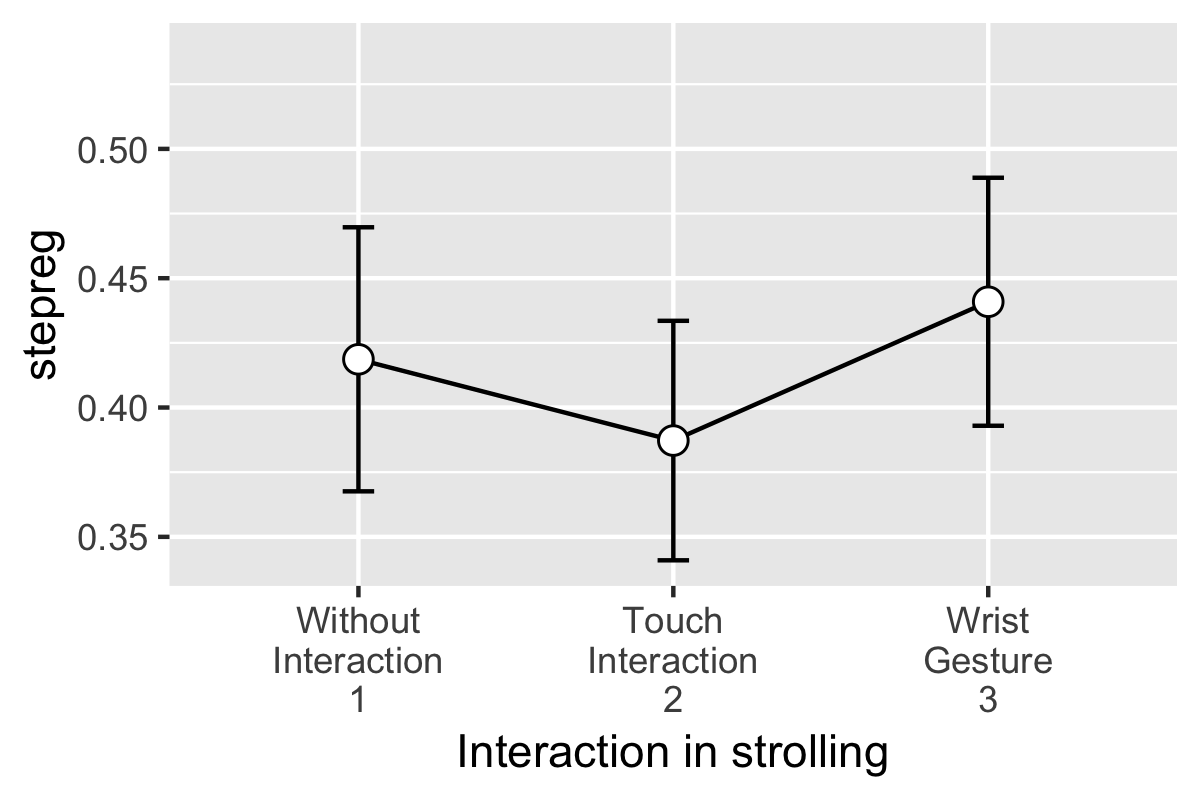 stepreg
0.50
0.45
0.40
0.35
Without
Interaction
1
Touch
Interaction
2
Wrist
Gesture
3
Interaction in strolling